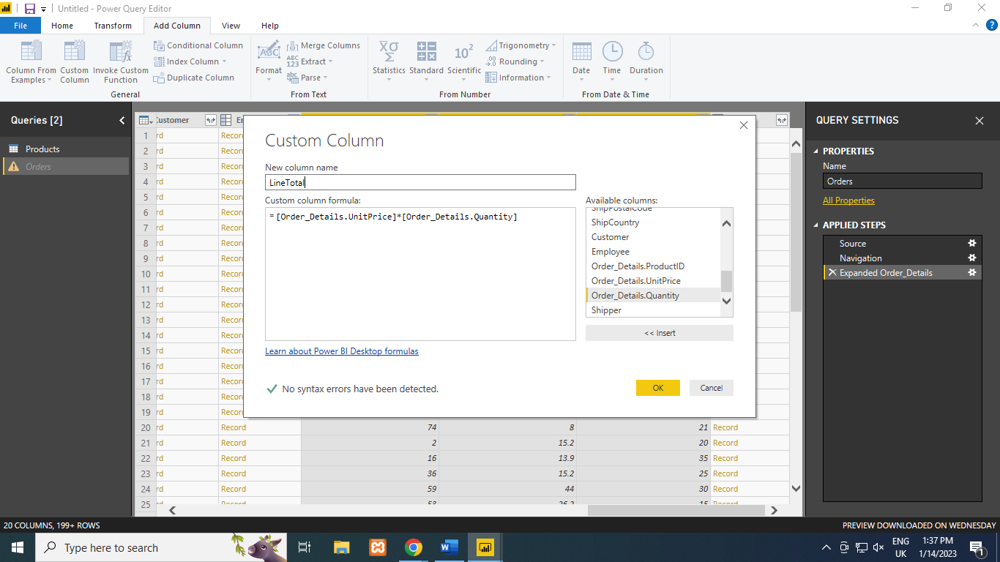 Untitled - Power Query Editor
File Home Transform Add Column View Help
Column From Examples
Custom Column
Invoke Custom Function
Conditional Column
Index Column
Duplicate Column
General
Format
Merge Columns
Extract
Parse
From Text
Statistics
Standard
Scientific
Trigonometry
Rounding
Information
From Number
Date
Time
Duration
From Date & Time
Queries [2]
Products
Orders
Customer
1 rd Record
2 rd Record
3 rd Record
4 rd Record
5 rd Record
6 rd Record
7 rd Record
8 rd Record
9 rd Record
10 rd Record
11 rd Record
12 rd Record
13 rd Record
14 rd Record
15 rd Record
16 rd Record
17 rd Record
18 rd Record
19 rd Record
20 rd Record 74 8 21 Record
21 rd Record 2 15.2 20 Record
22 rd Record 16 13.9 35 Record
23 rd Record 36 15.2 25 Record
24 rd Record 59 44 30 Record
25 rd Record 53 26.2 15 Record
Custom Column
New column name
LineTotal
Custom column formula:
= [Order_Details.UnitPrice]*[Order_Details.Quantity]
Available columns:
ShipPostalCode
ShipCountry
Customer
Employee
Order_Details.ProductID
Order_Details.UnitPrice
Order_Details.Quantity
Shipper
<< Insert
Learn about Power BI Desktop formulas
No syntax errors have been detected.
OK
Cancel
QUERY SETTINGS
PROPERTIES
Name
Orders
All Properties
APPLIED STEPS
Source
Navigation
Expanded Order_Details
20 COLUMNS, 199+ ROWS
PREVIEW DOWNLOADED ON WEDNESDAY
Type here to search
ENG
UK
1:37 PM
1/14/2023
1